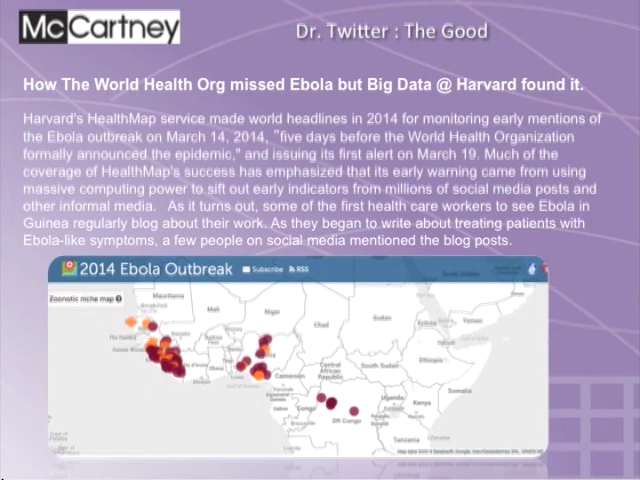 McCartney
Dr. Twitter : The Good
How The World Health Org missed Ebola but Big Data @ Harvard found it.
Harvard's HealthMap service made world headlines in 2014 for monitoring early mentions of
the Ebola outbreak on March 14, 2014, "five days before the World Health Organization
formally announced the epidemic," and issuing its first alert on March 19. Much of the
coverage of HealthMap's success has emphasized that its early warning came from using
massive computing power to sift out early indicators from millions of social media posts and
other informal media. As it turns out, some of the first health care workers to see Ebola in
Guinea regularly blog about their work. As they began to write about treating patients with
Ebola-like symptoms, a few people on social media mentioned the blog posts.
2014 Ebola Outbreak Subscribe RSS
Zoonotic niche map
Mauritania
Mali
Niger
Chad
Sudan
Eritrea
Yemen
Oman
Ethiopia
Cameroon
Central
African
Republic
South Sudan
Somalia
Uganda
Kenya
Congo
DR Congo
Tanzania